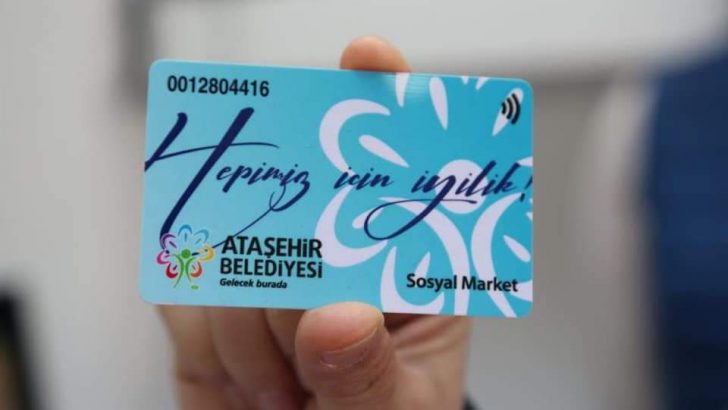 0012804416
Hepimiz için iyilik!
ATAŞEHİR
BELEDİYESİ
Gelecek burada
Sosyal Market